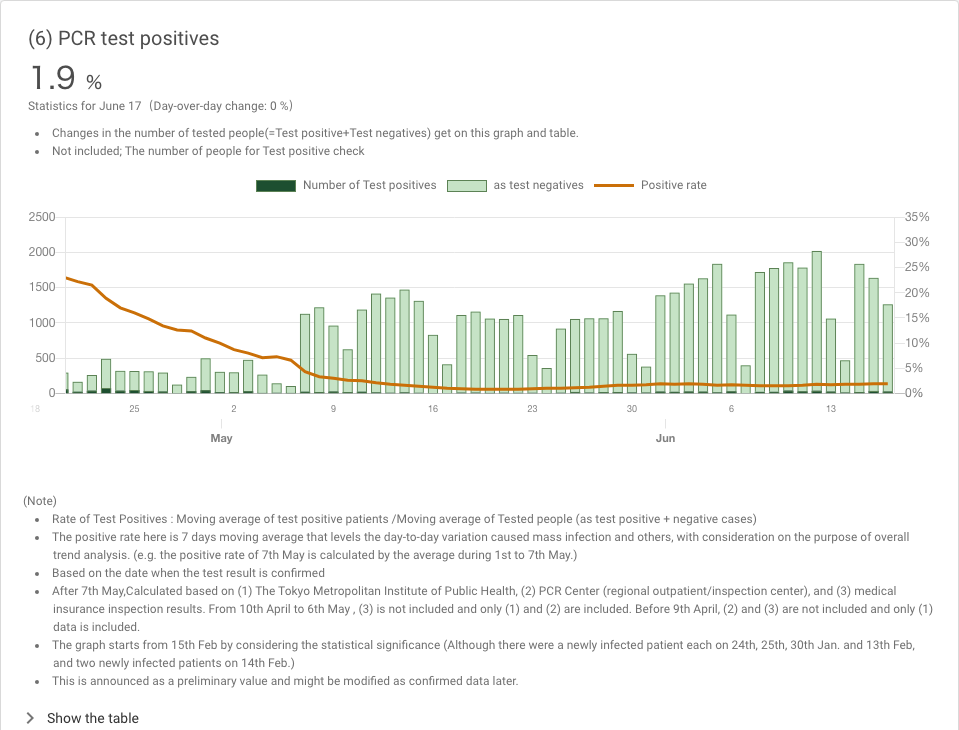 (6) PCR test positives
1.9 %
Statistics for June 17 (Day-over-day change: 0 %)
Changes in the number of tested people(=Test positive+Test negatives) get on this graph and table.
Not included; The number of people for Test positive check
Number of Test positives as test negatives Positive rate
2500 35%
30%
2000
25%
1500 20%
15%
1000
10%
500
5%
0 0%
18 25 2 9 16 23 30 6 13
May Jun
(Note)
Rate of Test Positives : Moving average of test positive patients /Moving average of Tested people (as test positive + negative cases)
The positive rate here is 7 days moving average that levels the day-to-day variation caused mass infection and others, with consideration on the purpose of overall
trend analysis. (e.g. the positive rate of 7th May is calculated by the average during 1st to 7th May.)
Based on the date when the test result is confirmed
After 7th May,Calculated based on (1) The Tokyo Metropolitan Institute of Public Health, (2) PCR Center (regional outpatient/inspection center), and (3) medical
insurance inspection results. From 10th April to 6th May , (3) is not included and only (1) and (2) are included. Before 9th April, (2) and (3) are not included and only (1)
data is included.
The graph starts from 15th Feb by considering the statistical significance (Although there were a newly infected patient each on 24th, 25th, 30th Jan. and 13th Feb,
and two newly infected patients on 14th Feb.)
This is announced as a preliminary value and might be modified as confirmed data later.
Show the table